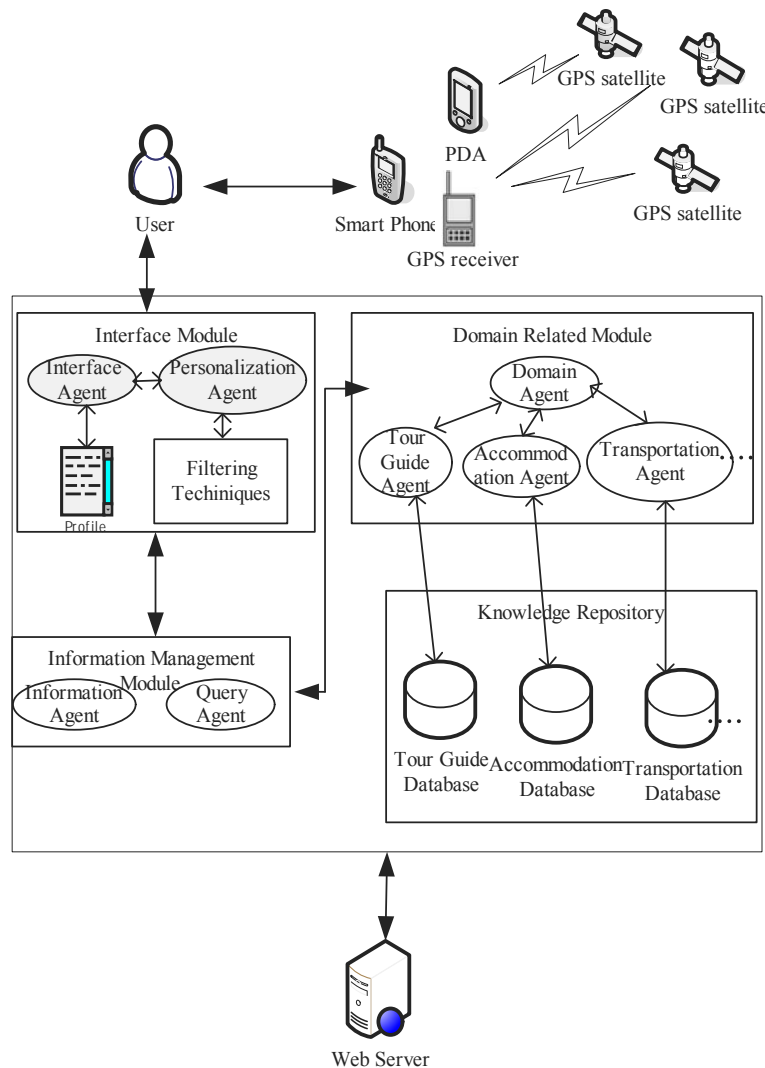 GPS satellite
GPS satellite
PDA
GPS satellite
User
Smart Phone
GPS receiver
Interface Module
Interface
Agent
Personalization
Agent
Filtering
Techiniques
Profile
Domain Related Module
Domain
Agent
Tour
Guide
Agent
Accommod
ation Agent
Transportation
Agent
....
Information Management
Module
Information
Agent
Query
Agent
Knowledge Repository
....
Tour Guide
Database
Accommodation
Database
Transportation
Database
Web Server